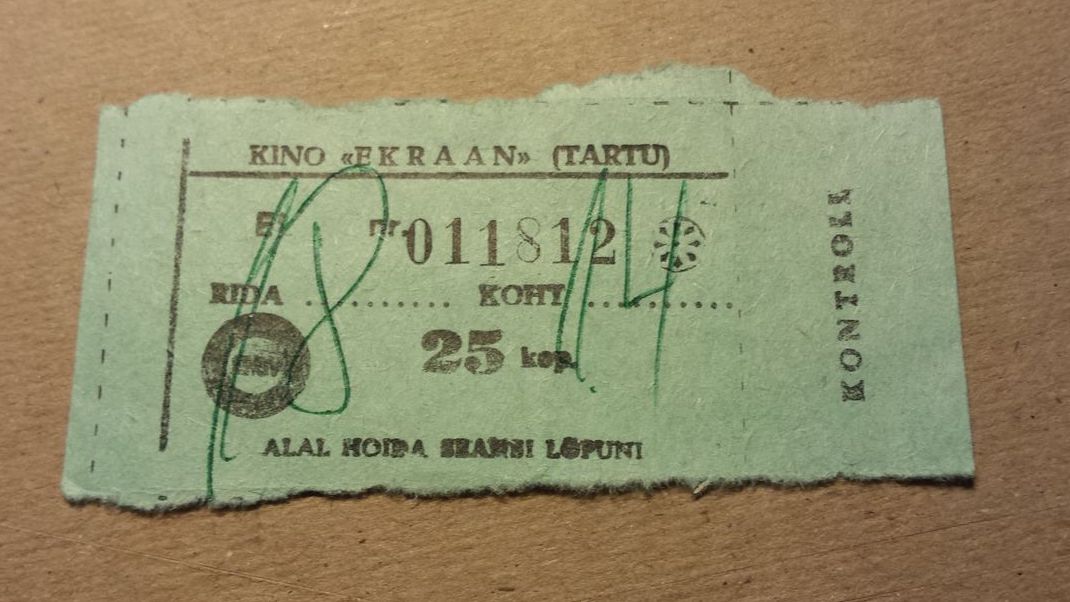 KINO «EKRAAN» (TARTU)
011812
RIDA 18 KOHT 14
25 kop.
ALAL HOIDA SEANSI LÕPUNI
KONTROLL